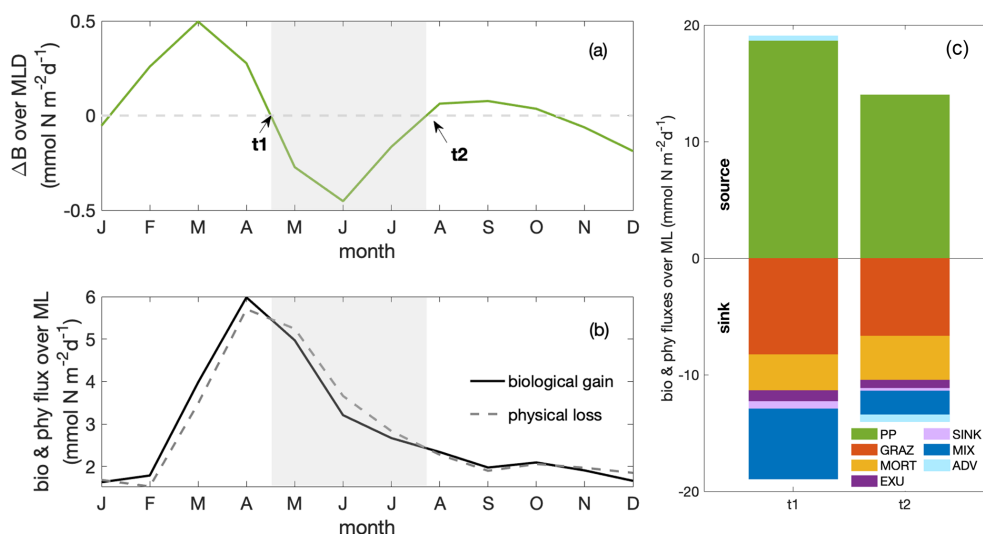 ΔB over MLD
(mmol N m⁻²d⁻¹)
0.5
0
-0.5
(a)
t1
t2
J F M A M J J A S O N D
month
bio & phy flux over ML
(mmol N m⁻²d⁻¹)
6
5
4
3
2
(b)
biological gain
physical loss
J F M A M J J A S O N D
month
bio & phy fluxes over ML (mmol N m⁻²d⁻¹)
20
10
0
-10
-20
(c)
source
sink
PP
GRAZ
MORT
EXU
SINK
MIX
ADV
t1 t2